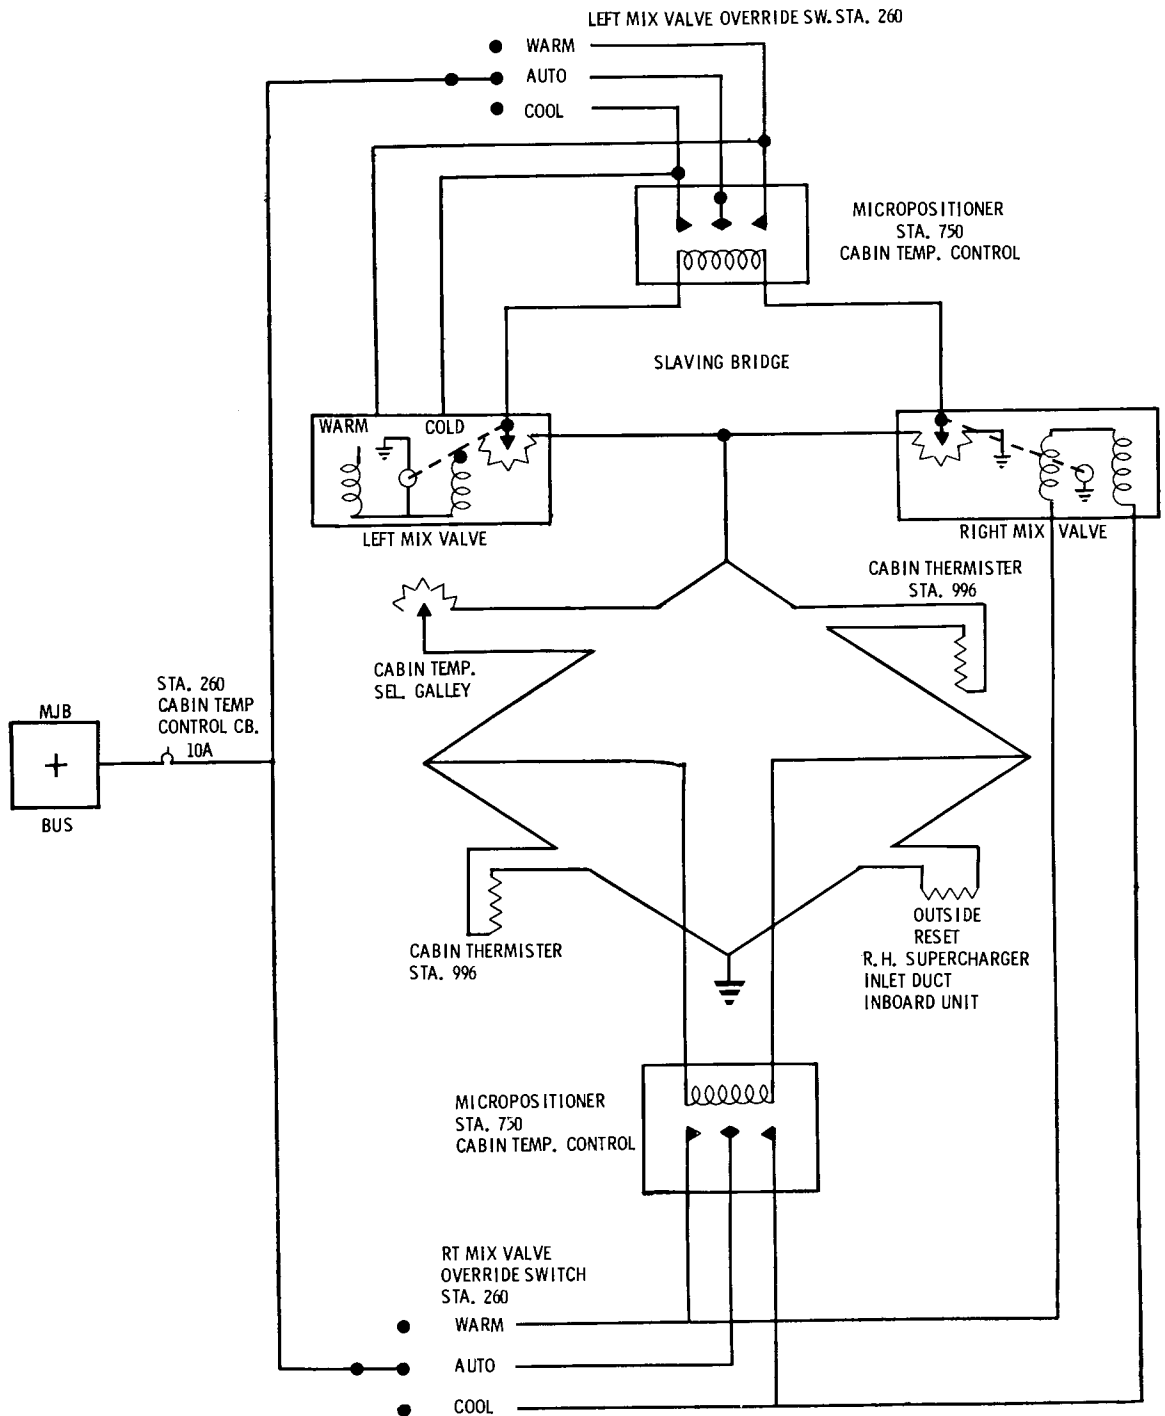 LEFT MIX VALVE OVERRIDE SW. STA. 260
WARM
AUTO
COOL
MICROPOSITIONER
STA. 750
CABIN TEMP. CONTROL
SLAVING BRIDGE
WARM
COLD
LEFT MIX VALVE
RIGHT MIX VALVE
CABIN THERMISTER
STA. 996
CABIN TEMP.
SEL. GALLEY
STA. 260
CABIN TEMP
CONTROL CB.
10A
MJB
+
BUS
CABIN THERMISTER
STA. 996
OUTSIDE
RESET
R.H. SUPERCHARGER
INLET DUCT
INBOARD UNIT
MICROPOSITIONER
STA. 750
CABIN TEMP. CONTROL
RT MIX VALVE
OVERRIDE SWITCH
STA. 260
WARM
AUTO
COOL